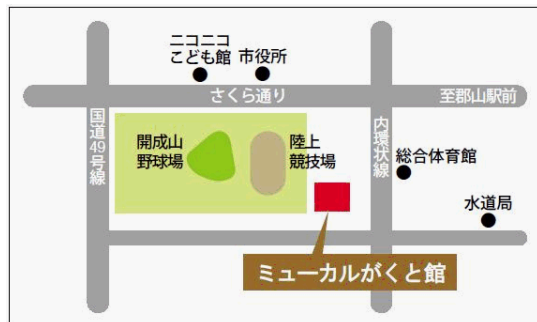 ニコニコ
こども館
市役所
さくら通り
至郡山駅前
国道49号線
開成山
野球場
陸上
競技場
内環状線
総合体育館
水道局
ミューカルがくと館